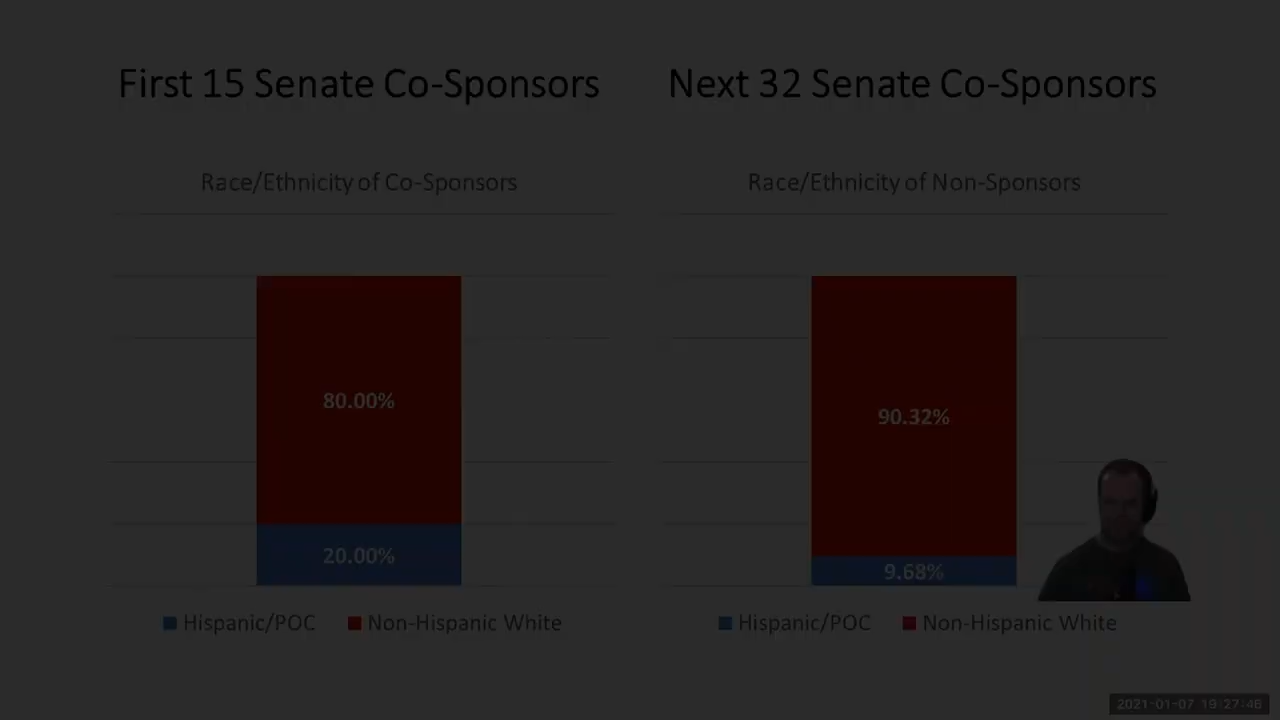 First 15 Senate Co-Sponsors
Next 32 Senate Co-Sponsors
Race/Ethnicity of Co-Sponsors
Race/Ethnicity of Non-Sponsors
80.00%
90.32%
20.00%
9.68%
Hispanic/POC
Non-Hispanic White
Hispanic/POC
Non-Hispanic White
2021-01-07 19:27:46